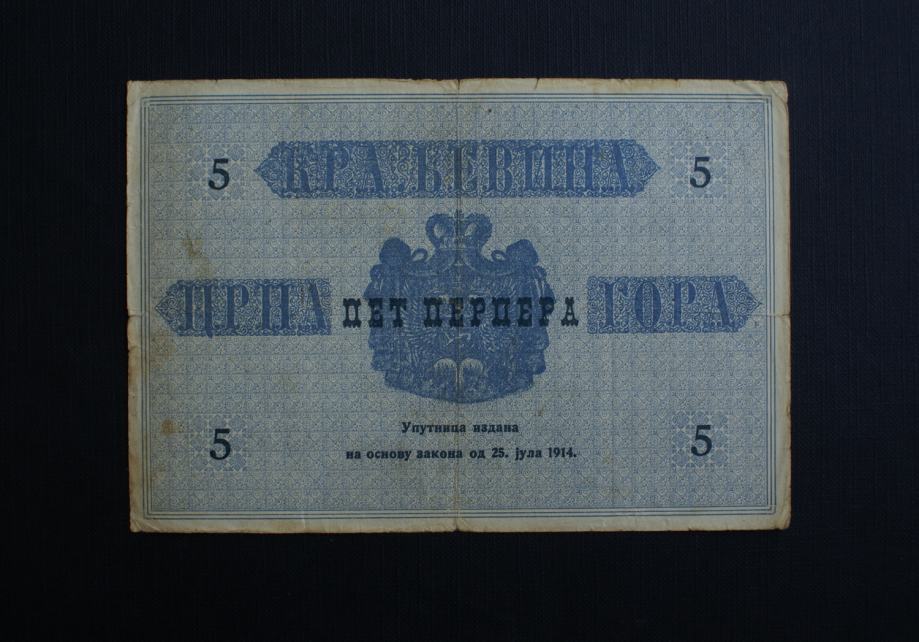 5 КРАЉЕВИНА 5
ЦРНА ПЕТ ПЕРПЕРА ГОРА
Упутница издана
на основу закона од 25. јула 1914.
5 5